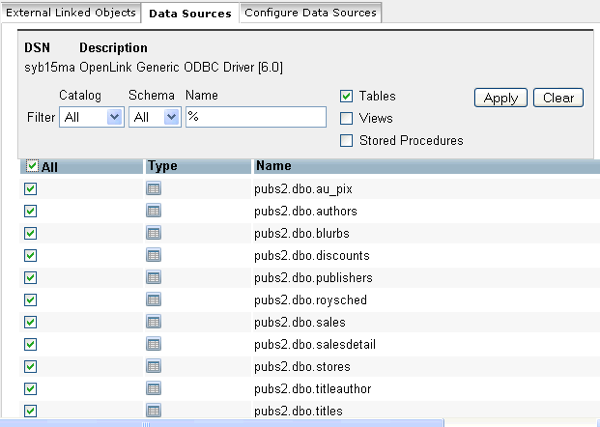 External Linked Objects Data Sources Configure Data Sources
DSN Description
syb15ma OpenLink Generic ODBC Driver [6.0]
Catalog Schema Name
Filter All All % Tables Apply Clear
Views
Stored Procedures
All Type Name
pubs2.dbo.au_pix
pubs2.dbo.authors
pubs2.dbo.blurbs
pubs2.dbo.discounts
pubs2.dbo.publishers
pubs2.dbo.roysched
pubs2.dbo.sales
pubs2.dbo.salesdetail
pubs2.dbo.stores
pubs2.dbo.titleauthor
pubs2.dbo.titles